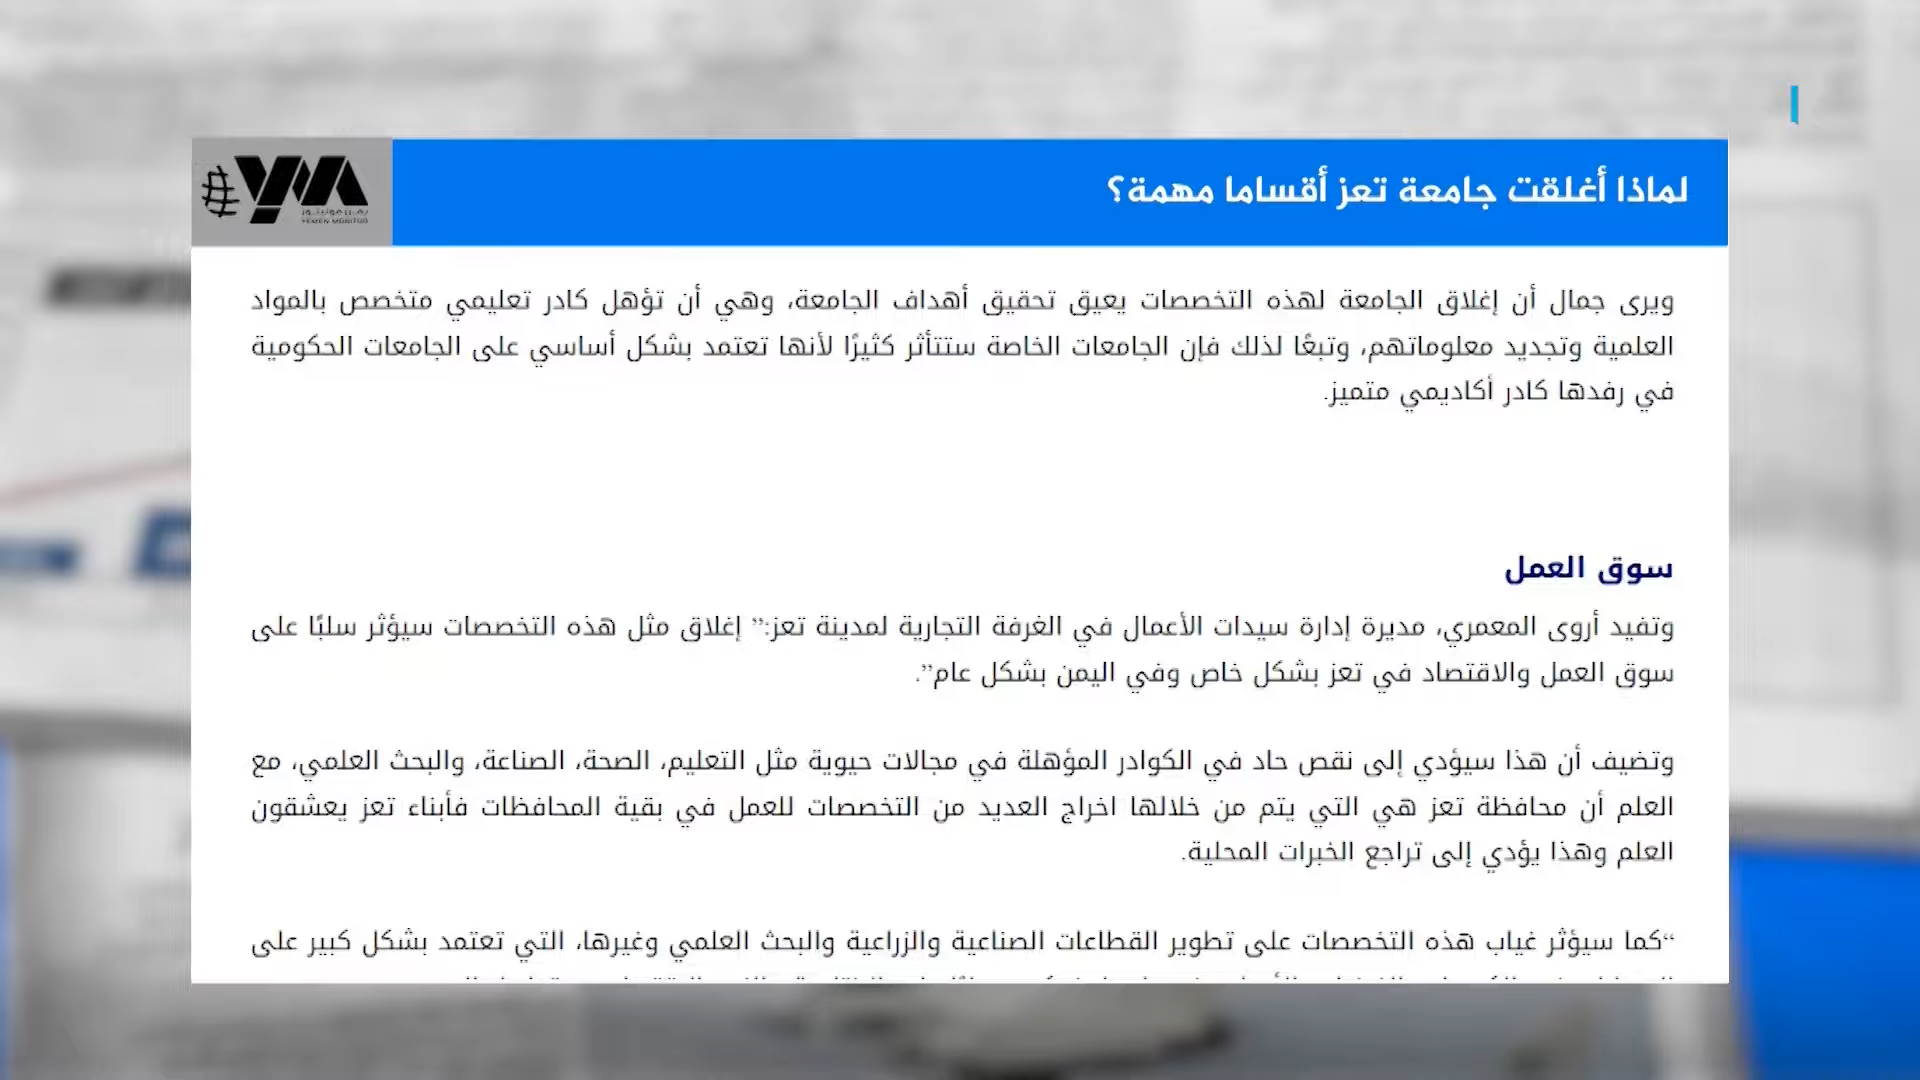 لماذا أغلقت جامعة تعز أقساما مهمة؟
يمن مونيتور
YEMEN MONITOR
ويرى جمال أن إغلاق الجامعة لهذه التخصصات يعيق تحقيق أهداف الجامعة، وهي أن تؤهل كادر تعليمي متخصص بالمواد
العلمية وتجديد معلوماتهم، وتبعًا لذلك فإن الجامعات الخاصة ستتأثر كثيرًا لأنها تعتمد بشكل أساسي على الجامعات الحكومية
في رفدها كادر أكاديمي متميز.
سوق العمل
وتفيد أروى المعمري، مديرة إدارة سيدات الأعمال في الغرفة التجارية لمدينة تعز:” إغلاق مثل هذه التخصصات سيؤثر سلبًا على
سوق العمل والاقتصاد في تعز بشكل خاص وفي اليمن بشكل عام”.
وتضيف أن هذا سيؤدي إلى نقص حاد في الكوادر المؤهلة في مجالات حيوية مثل التعليم، الصحة، الصناعة، والبحث العلمي، مع
العلم أن محافظة تعز هي التي يتم من خلالها اخراج العديد من التخصصات للعمل في بقية المحافظات فأبناء تعز يعشقون
العلم وهذا يؤدي إلى تراجع الخبرات المحلية.
“كما سيؤثر غياب هذه التخصصات على تطوير القطاعات الصناعية والزراعية والبحث العلمي وغيرها، التي تعتمد بشكل كبير على